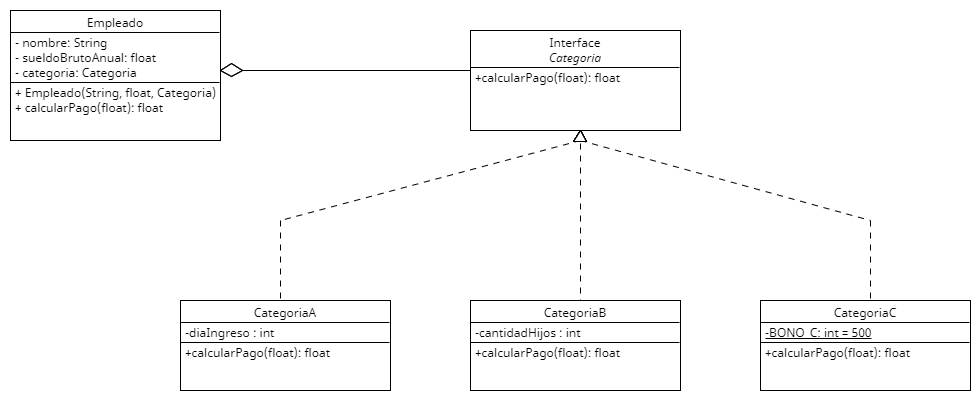 Empleado
- nombre: String
- sueldoBrutoAnual: float
- categoria: Categoria
+ Empleado(String, float, Categoria)
+ calcularPago(float): float
Interface
Categoria
+calcularPago(float): float
CategoriaA
-diaIngreso : int
+calcularPago(float): float
CategoriaB
-cantidadHijos : int
+calcularPago(float): float
CategoriaC
-BONO_C: int = 500
+calcularPago(float): float